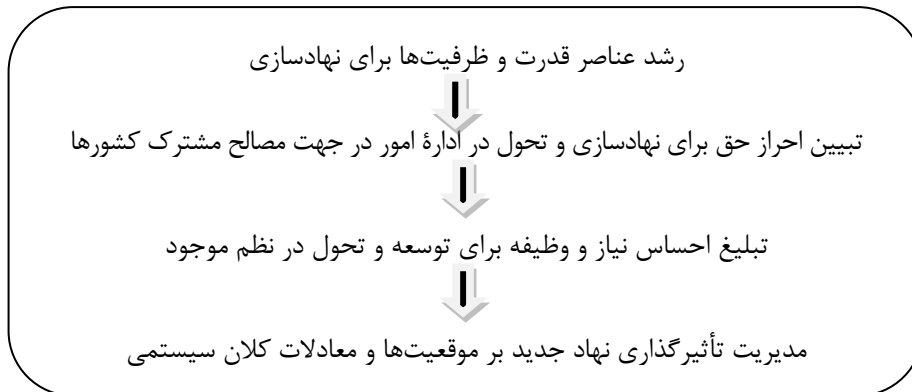 رشد عناصر قدرت و ظرفیت‌ها برای نهادسازی
تبیین احراز حق برای نهادسازی و تحول در ادارۀ امور در جهت مصالح مشترک کشورها
تبلیغ احساس نیاز و وظیفه برای توسعه و تحول در نظم موجود
مدیریت تأثیرگذاری نهاد جدید بر موقعیت‌ها و معادلات کلان سیستمی